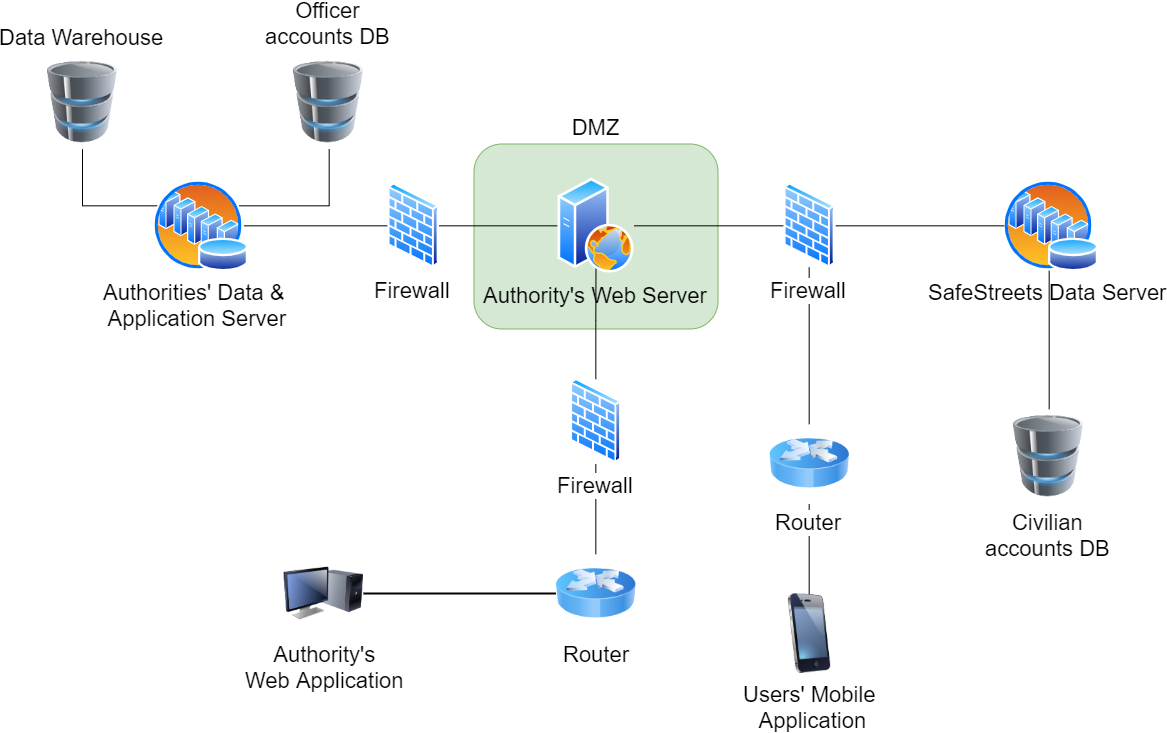 Officer
accounts DB
Data Warehouse
DMZ
Authorities' Data &
Application Server
Firewall
Authority's Web Server
Firewall
SafeStreets Data Server
Firewall
Router
Civilian
accounts DB
Authority's
Web Application
Router
Users' Mobile
Application